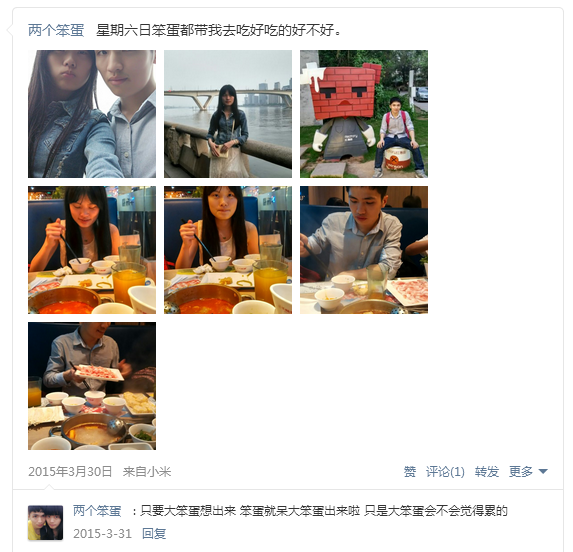 两个笨蛋 星期六日笨蛋都带我去吃好吃的好不好。
2015年3月30日 来自小米 赞 评论(1) 转发 更多
两个笨蛋 : 只要大笨蛋想出来 笨蛋就呆大笨蛋出来啦 只是大笨蛋会不会觉得累的
2015-3-31 回复